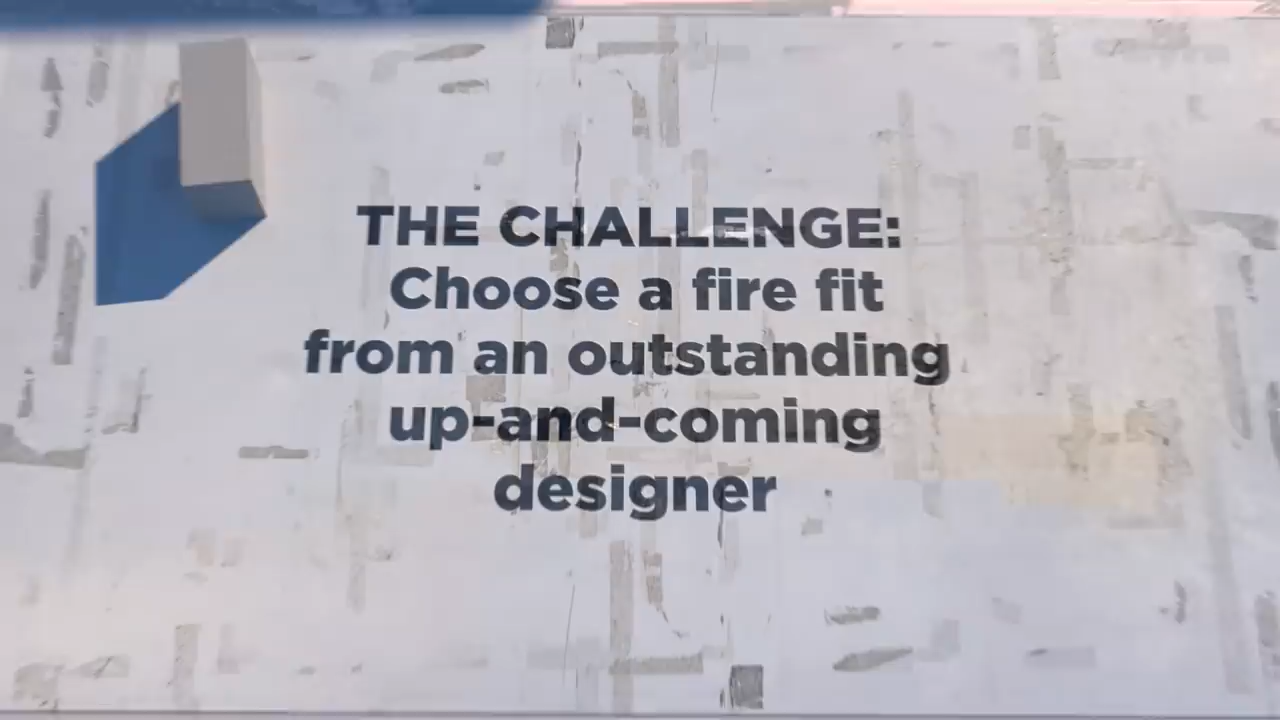 THE CHALLENGE:
Choose a fire fit
from an outstanding
up-and-coming
designer